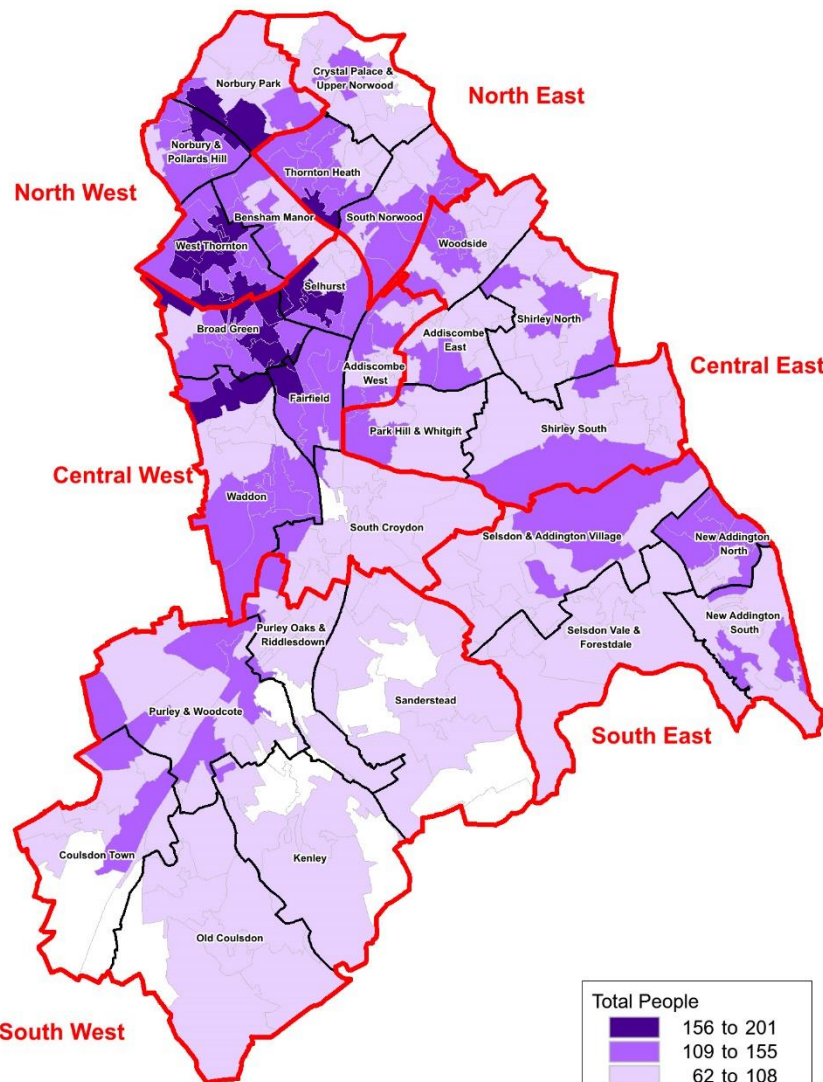 Crystal Palace &
Upper Norwood
Norbury Park
North East
Norbury &
Pollards Hill
Thornton Heath
North West
Bensham Manor
South Norwood
West Thornton
Woodside
Selhurst
Shirley North
Broad Green
Addiscombe
East
Addiscombe
West
Central East
Fairfield
Park Hill & Whitgift
Shirley South
Central West
Waddon
South Croydon
Selsdon & Addington Village
New Addington
North
Purley Oaks &
Riddlesdown
Selsdon Vale &
Forestdale
New Addington
South
Sanderstead
Purley & Woodcote
South East
Coulsdon Town
Kenley
Old Coulsdon
South West
Total People
156 to 201
109 to 155
62 to 108